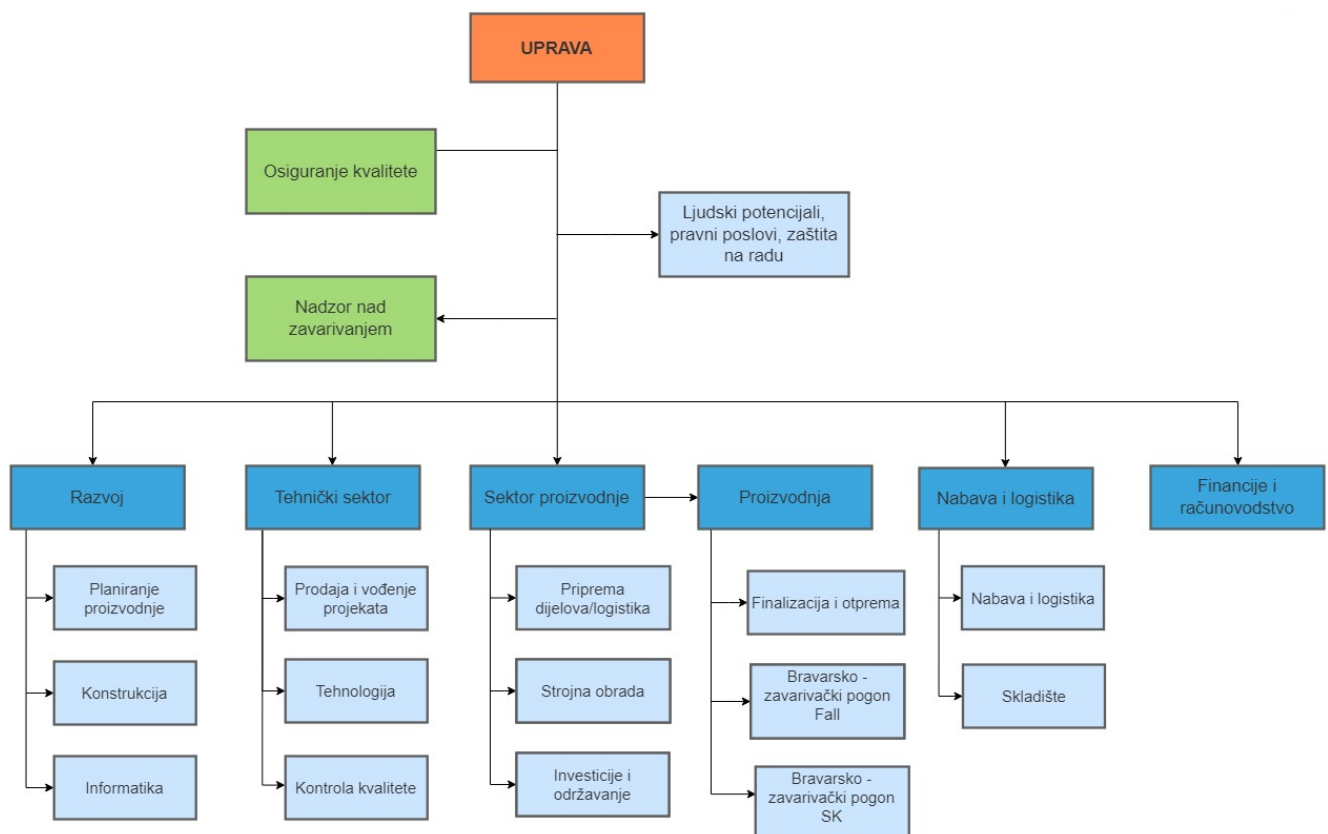 UPRAVA
Osiguranje kvalitete
Ljudski potencijali,
pravni poslovi, zaštita
na radu
Nadzor nad
zavarivanjem
Razvoj
Tehnički sektor
Sektor proizvodnje
Proizvodnja
Nabava i logistika
Financije i
računovodstvo
Planiranje
proizvodnje
Konstrukcija
Informatika
Prodaja i vođenje
projekata
Tehnologija
Kontrola kvalitete
Priprema
dijelova/logistika
Strojna obrada
Investicije i
održavanje
Finalizacija i otprema
Bravarsko -
zavarivački pogon
Fall
Bravarsko -
zavarivački pogon
SK
Nabava i logistika
Skladište